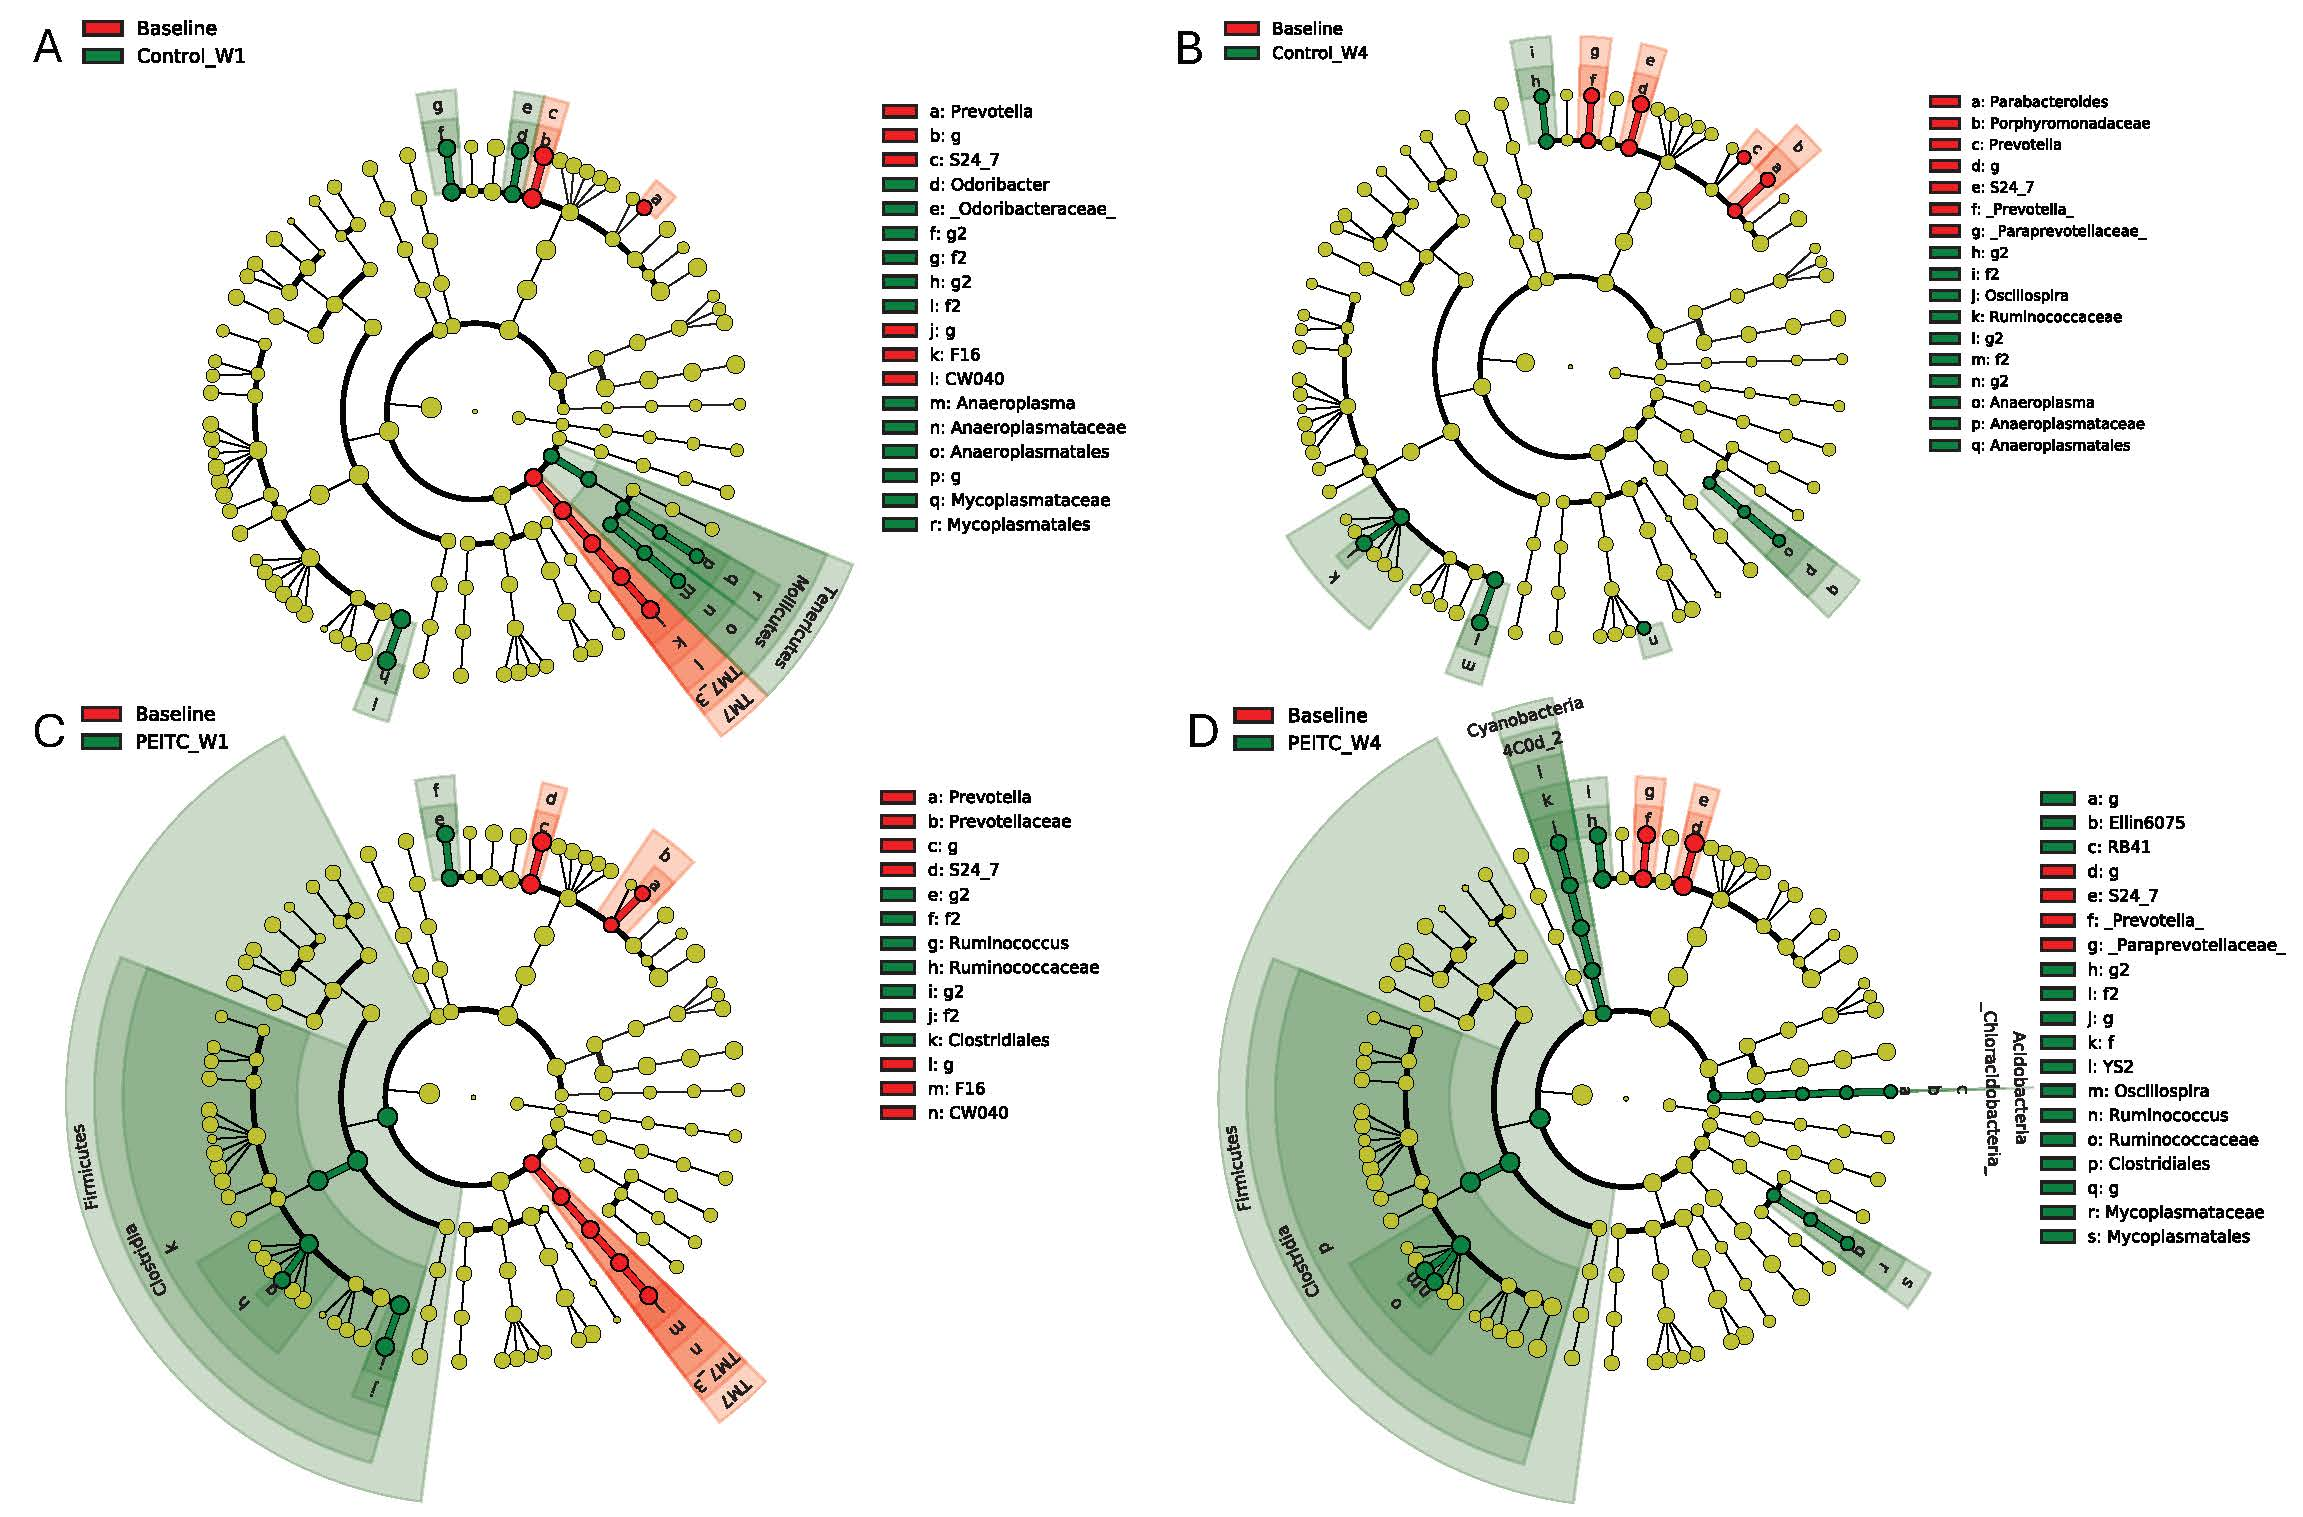 A
Baseline
Control_W1
g
f
e
d
c
b
a
a: Prevotella
b: g
c: S24_7
d: Odoribacter
e: _Odoribacteraceae_
f: g2
g: f2
h: g2
i: f2
j: g
k: F16
l: CW040
m: Anaeroplasma
n: Anaeroplasmataceae
o: Anaeroplasmatales
p: g
q: Mycoplasmataceae
r: Mycoplasmatales
p
q
r
Mollicutes
Tenericutes
m
n
o
j
k
l
TM7_3
TM7
h
i
B
Baseline
Control_W4
i
h
g
f
e
d
c
b
a
a: Parabacteroides
b: Porphyromonadaceae
c: Prevotella
d: g
e: S24_7
f: _Prevotella_
g: _Paraprevotellaceae_
h: g2
i: f2
j: Oscillospira
k: Ruminococcaceae
l: g2
m: f2
n: g2
o: Anaeroplasma
p: Anaeroplasmataceae
q: Anaeroplasmatales
o
p
q
j
k
l
m
n
C
Baseline
PEITC_W1
f
e
d
c
b
a
a: Prevotella
b: Prevotellaceae
c: g
d: S24_7
e: g2
f: f2
g: Ruminococcus
h: Ruminococcaceae
i: g2
j: f2
k: Clostridiales
l: g
m: F16
n: CW040
Firmicutes
Clostridia
k
h
g
i
j
l
m
n
TM7_3
TM7
D
Baseline
PEITC_W4
Cyanobacteria
4C0d_2
l
k
j
i
h
g
f
e
d
a: g
b: Ellin6075
c: RB41
d: g
e: S24_7
f: _Prevotella_
g: _Paraprevotellaceae_
h: g2
i: f2
j: g
k: f
l: YS2
m: Oscillospira
n: Ruminococcus
o: Ruminococcaceae
p: Clostridiales
q: g
r: Mycoplasmataceae
s: Mycoplasmatales
a
b
c
_Chloracidobacteria_
Acidobacteria
Firmicutes
Clostridia
p
o
m
n
q
r
s